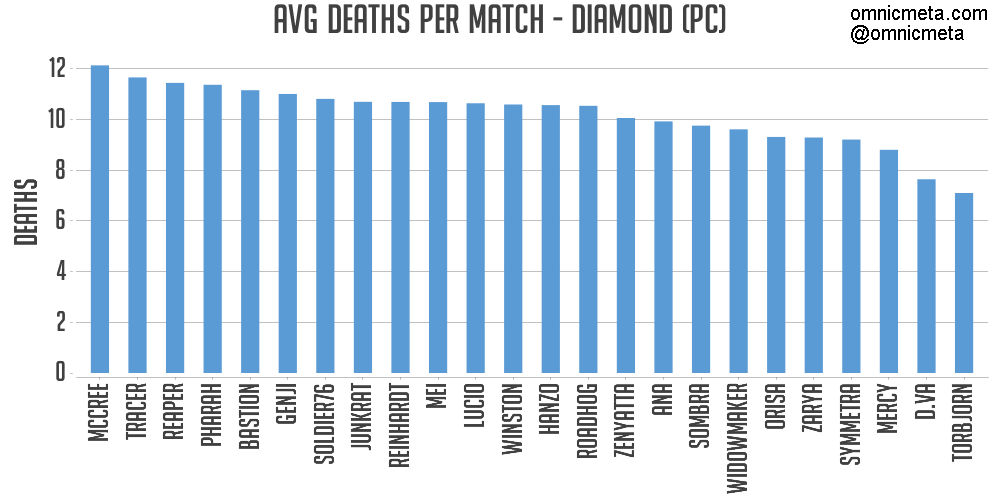 AVG DEATHS PER MATCH - DIAMOND (PC)
omnicmeta.com
@omnicmeta
DEATHS
12
10
8
6
4
2
0
MCREE
TRACER
REAPER
PHARAH
BASTION
GENJI
SOLDIER76
JUNKRAT
REINHARDT
MEI
LUCIO
WINSTON
HANZO
ROADHOG
ZENYATTA
ANA
SOMBRA
WIDOWMAKER
ORISA
ZARYA
SYMMETRA
MERCY
D.VA
TORBJORN